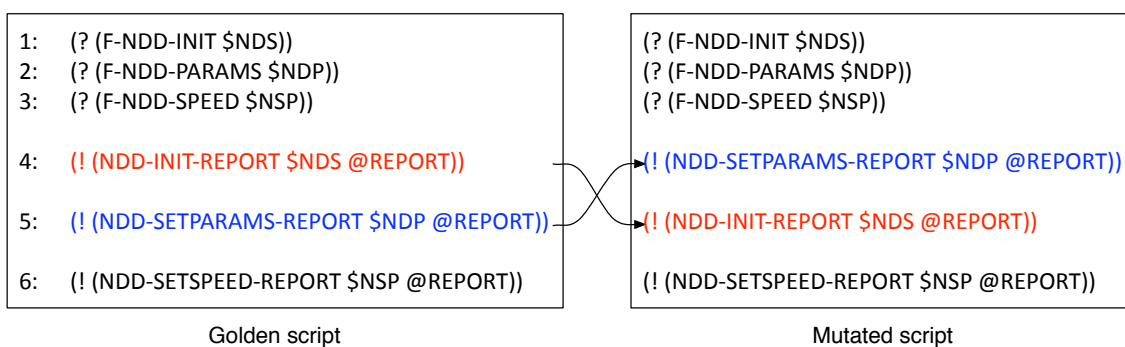 1: (? (F-NDD-INIT $NDS))
2: (? (F-NDD-PARAMS $NDP))
3: (? (F-NDD-SPEED $NSP))
4: (! (NDD-INIT-REPORT $NDS @REPORT))
5: (! (NDD-SETPARAMS-REPORT $NDP @REPORT))
6: (! (NDD-SETSPEED-REPORT $NSP @REPORT))
Golden script
(? (F-NDD-INIT $NDS))
(? (F-NDD-PARAMS $NDP))
(? (F-NDD-SPEED $NSP))
(! (NDD-SETPARAMS-REPORT $NDP @REPORT))
(! (NDD-INIT-REPORT $NDS @REPORT))
(! (NDD-SETSPEED-REPORT $NSP @REPORT))
Mutated script